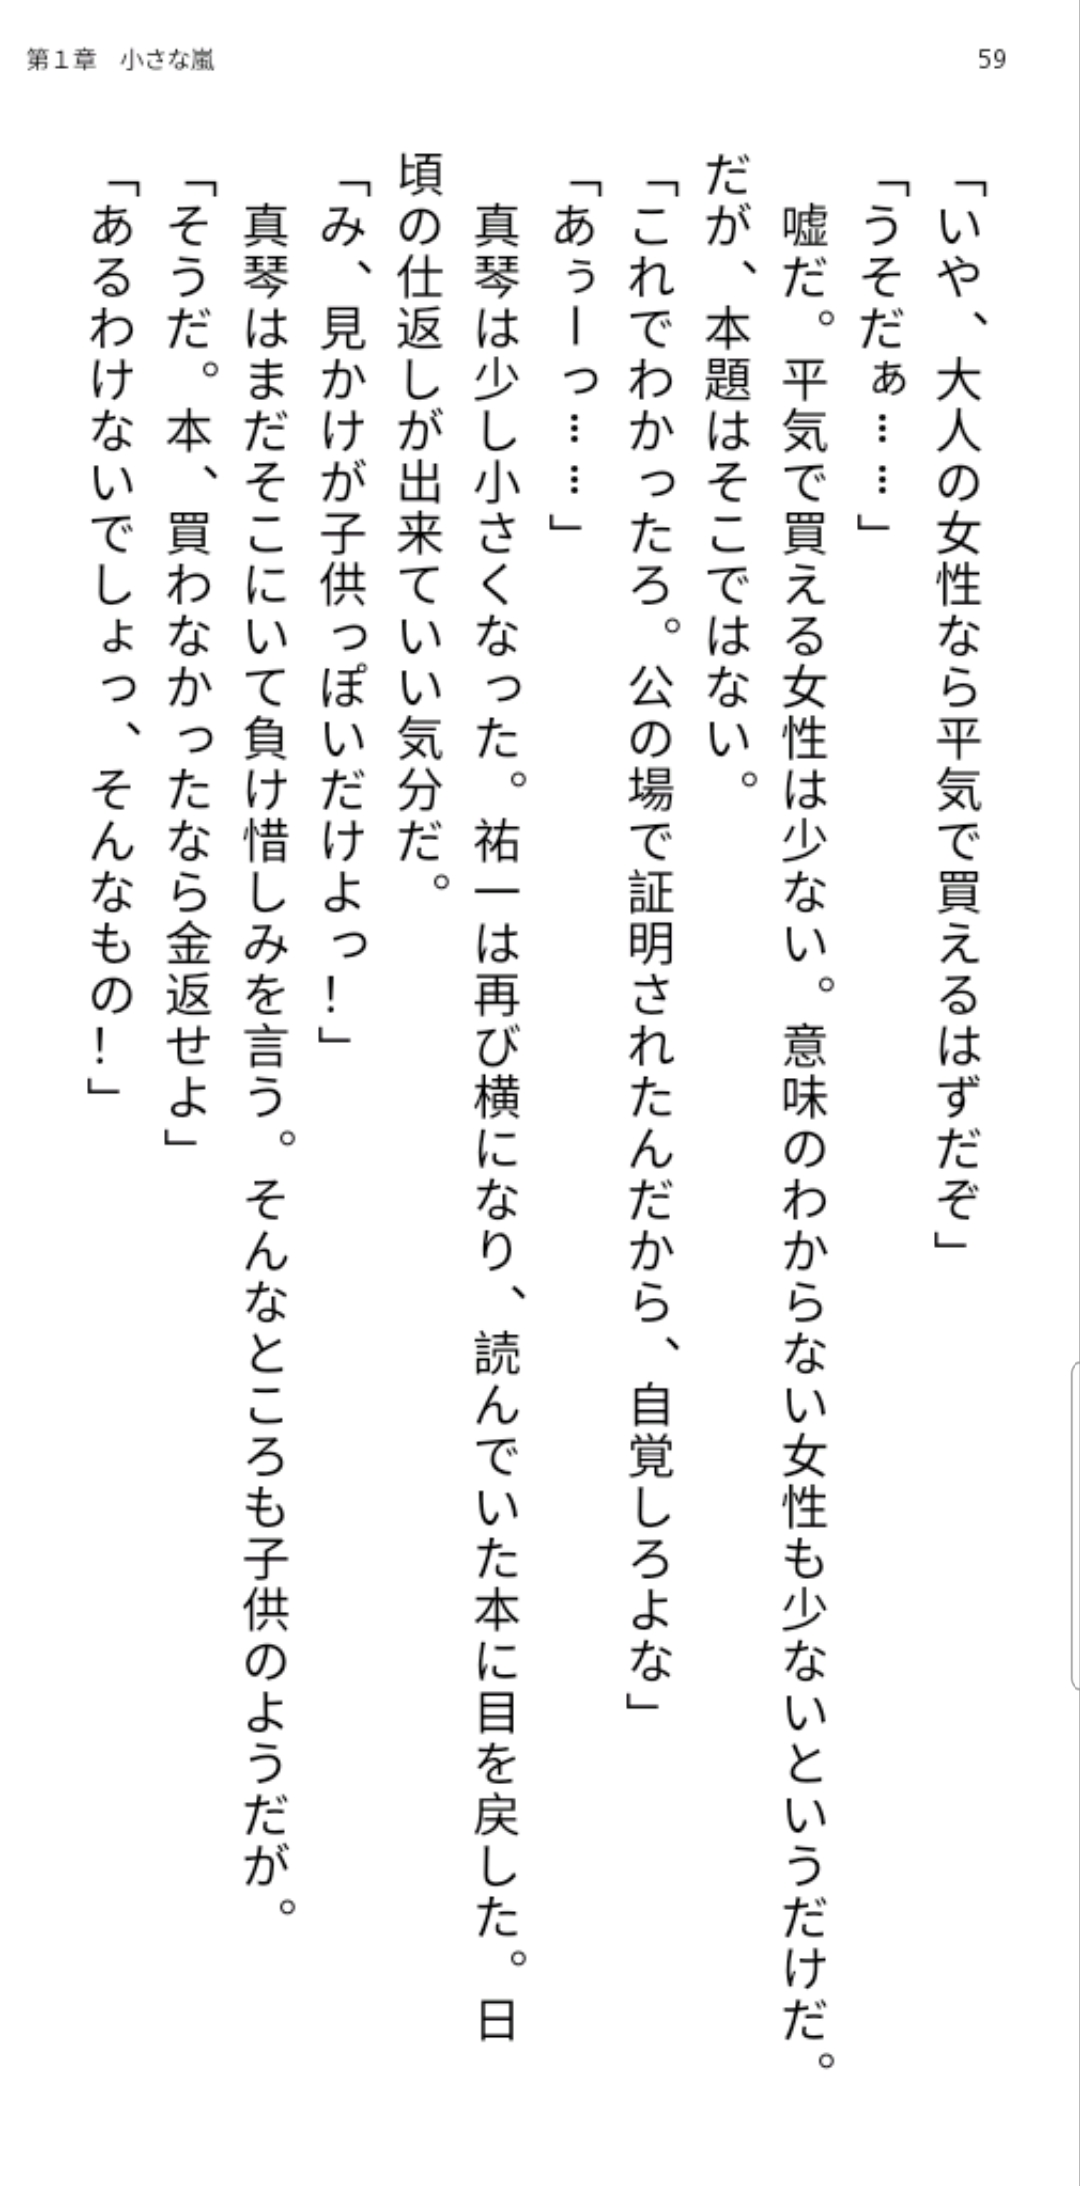 第１章　小さな嵐
59
「いや、大人の女性なら平気で買えるはずだぞ」
「うそだぁ……」
　嘘だ。平気で買える女性は少ない。意味のわからない女性も少ないというだけだ。
だが、本題はそこではない。
「これでわかったろ。公の場で証明されたんだから、自覚しろよな」
「あぅーっ……」
　真琴は少し小さくなった。祐一は再び横になり、読んでいた本に目を戻した。日
頃の仕返しが出来ていい気分だ。
「み、見かけが子供っぽいだけよっ！」
　真琴はまだそこにいて負け惜しみを言う。そんなところも子供のようだが。
「そうだ。本、買わなかったなら金返せよ」
「あるわけないでしょっ、そんなもの！」